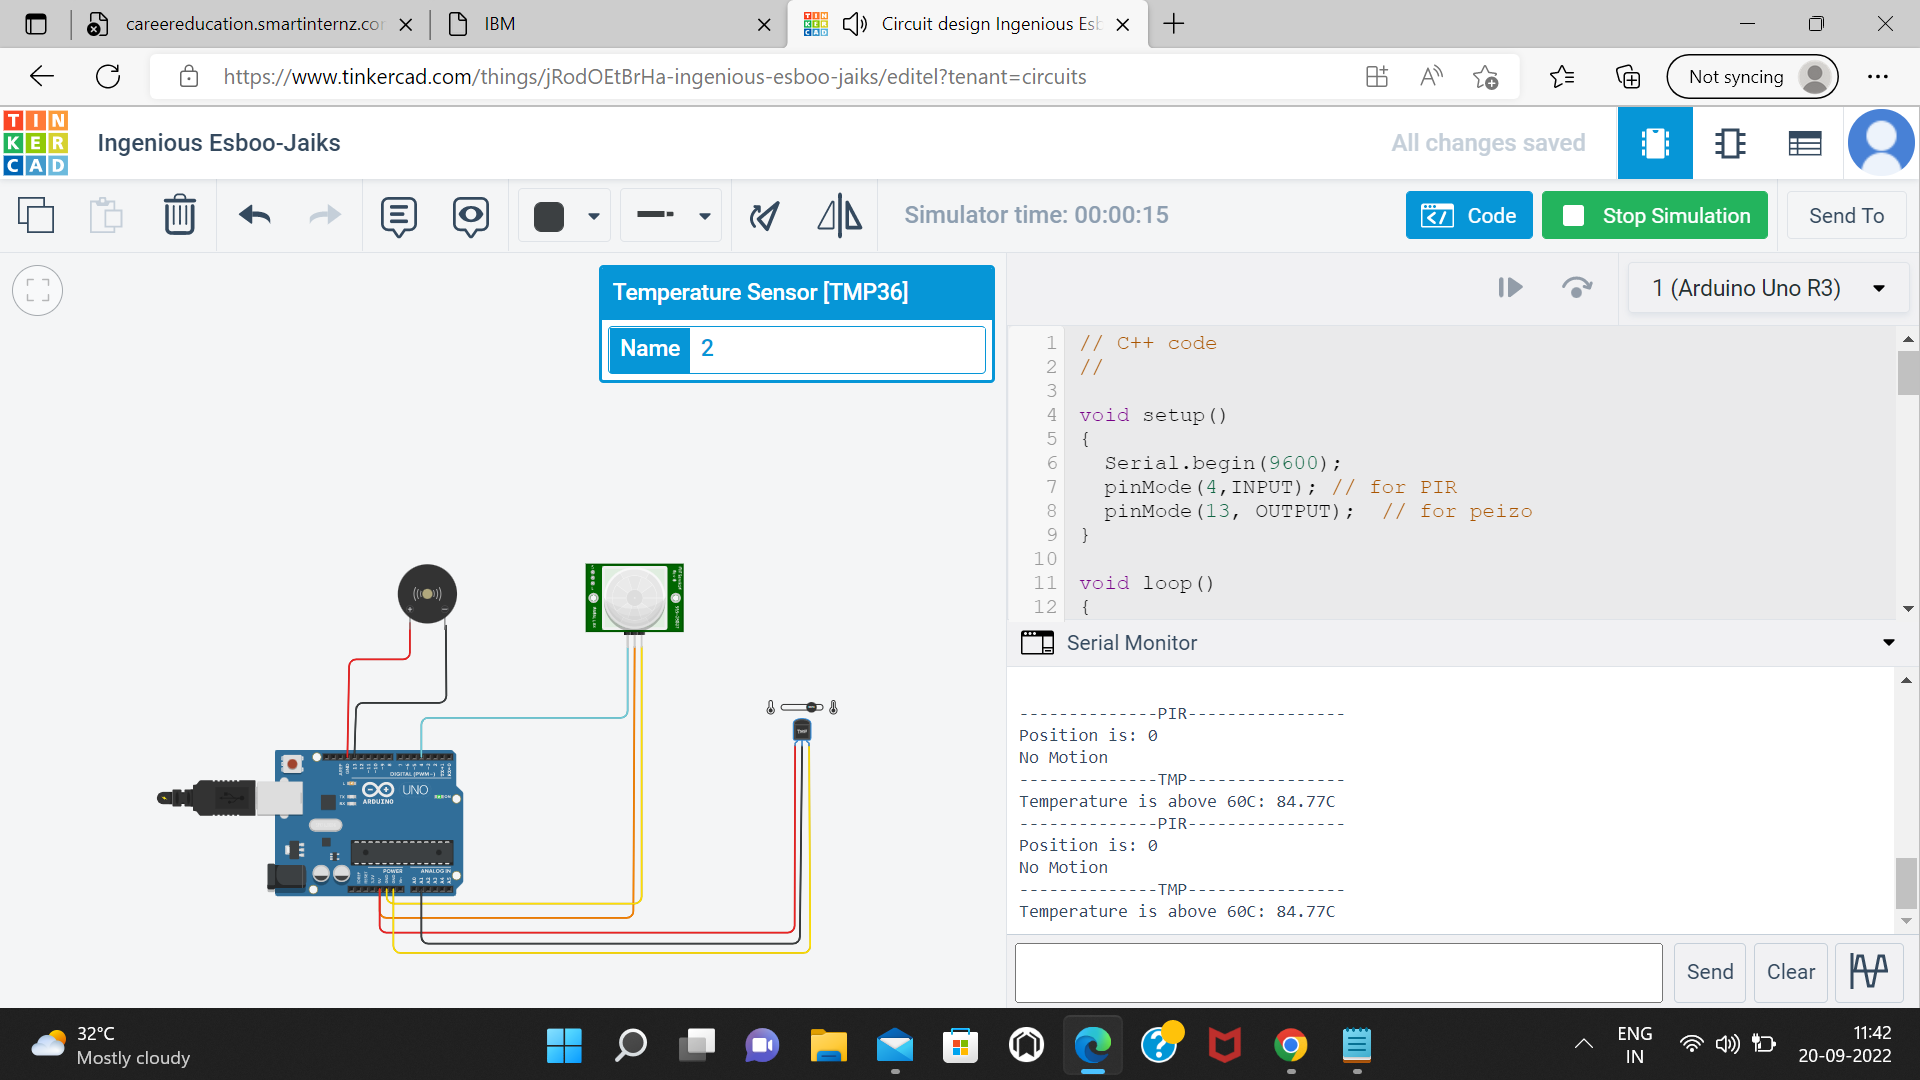 careereducation.smartinternz.co
IBM
Circuit design Ingenious Esb
https://www.tinkercad.com/things/jRodOEtBrHa-ingenious-esboo-jaiks/editel?tenant=circuits
Not syncing
TIN
KER
CAD
Ingenious Esboo-Jaiks
All changes saved
Simulator time: 00:00:15
Code
Stop Simulation
Send To
Temperature Sensor [TMP36]
Name 2
1 (Arduino Uno R3)
1 // C++ code
2 //
3
4 void setup()
5 {
6 Serial.begin(9600);
7 pinMode(4,INPUT); // for PIR
8 pinMode(13, OUTPUT); // for peizo
9 }
10
11 void loop()
12 {
DIGITAL (PWM~)
UNO
ARDUINO
POWER
ANALOG IN
TMP
Serial Monitor
--------------PIR----------------
Position is: 0
No Motion
--------------TMP----------------
Temperature is above 60C: 84.77C
--------------PIR----------------
Position is: 0
No Motion
--------------TMP----------------
Temperature is above 60C: 84.77C
Send
Clear
32°C
Mostly cloudy
ENG
IN
11:42
20-09-2022